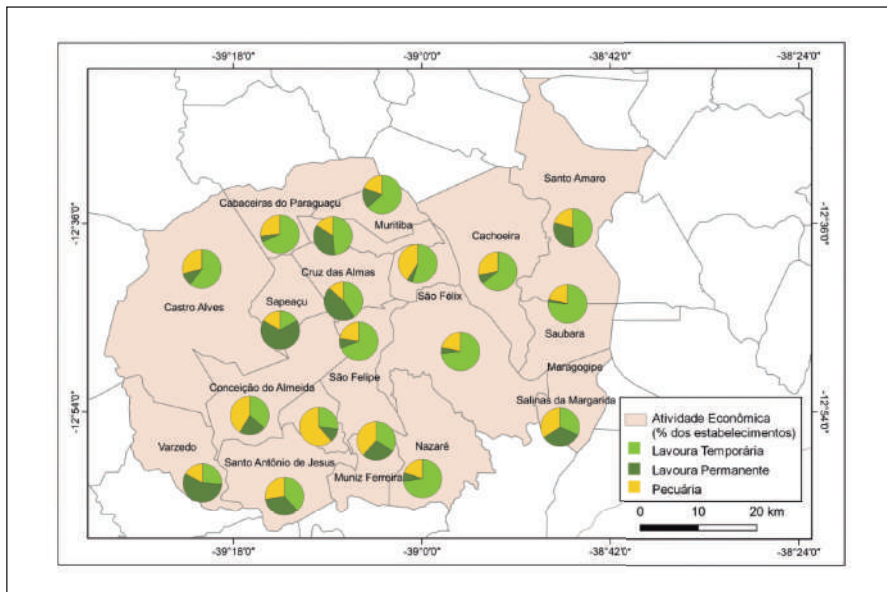 -39°18'0"
-39°0'0"
-38°42'0"
-38°24'0"
Santo Amaro
Cabaceiras do Paraguaçu
-12°36'0"
Muritiba
Cachoeira
-12°36'0"
Cruz das Almas
Castro Alves
Sapeaçu
São Félix
Saubara
Maragogipe
São Felipe
Conceição do Almeida
Salinas da Margarida
-12°54'0"
-12°54'0"
Varzedo
Nazaré
Santo Antônio de Jesus
Muniz Ferreira
Atividade Econômica
(% dos estabelecimentos)
Lavoura Temporária
Lavoura Permanente
Pecuária
0 10 20 km
-39°18'0"
-39°0'0"
-38°42'0"
-38°24'0"